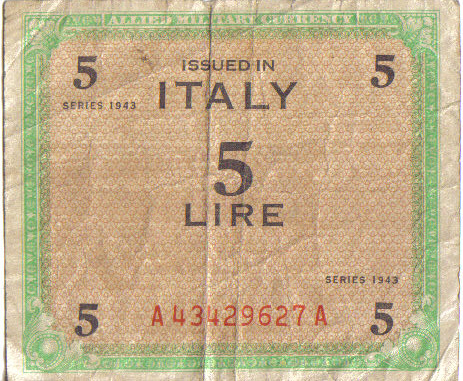 ALLIED MILITARY CURRENCY
5 ISSUED IN 5
SERIES 1943 ITALY
5
LIRE
SERIES 1943
5 A43429627A 5